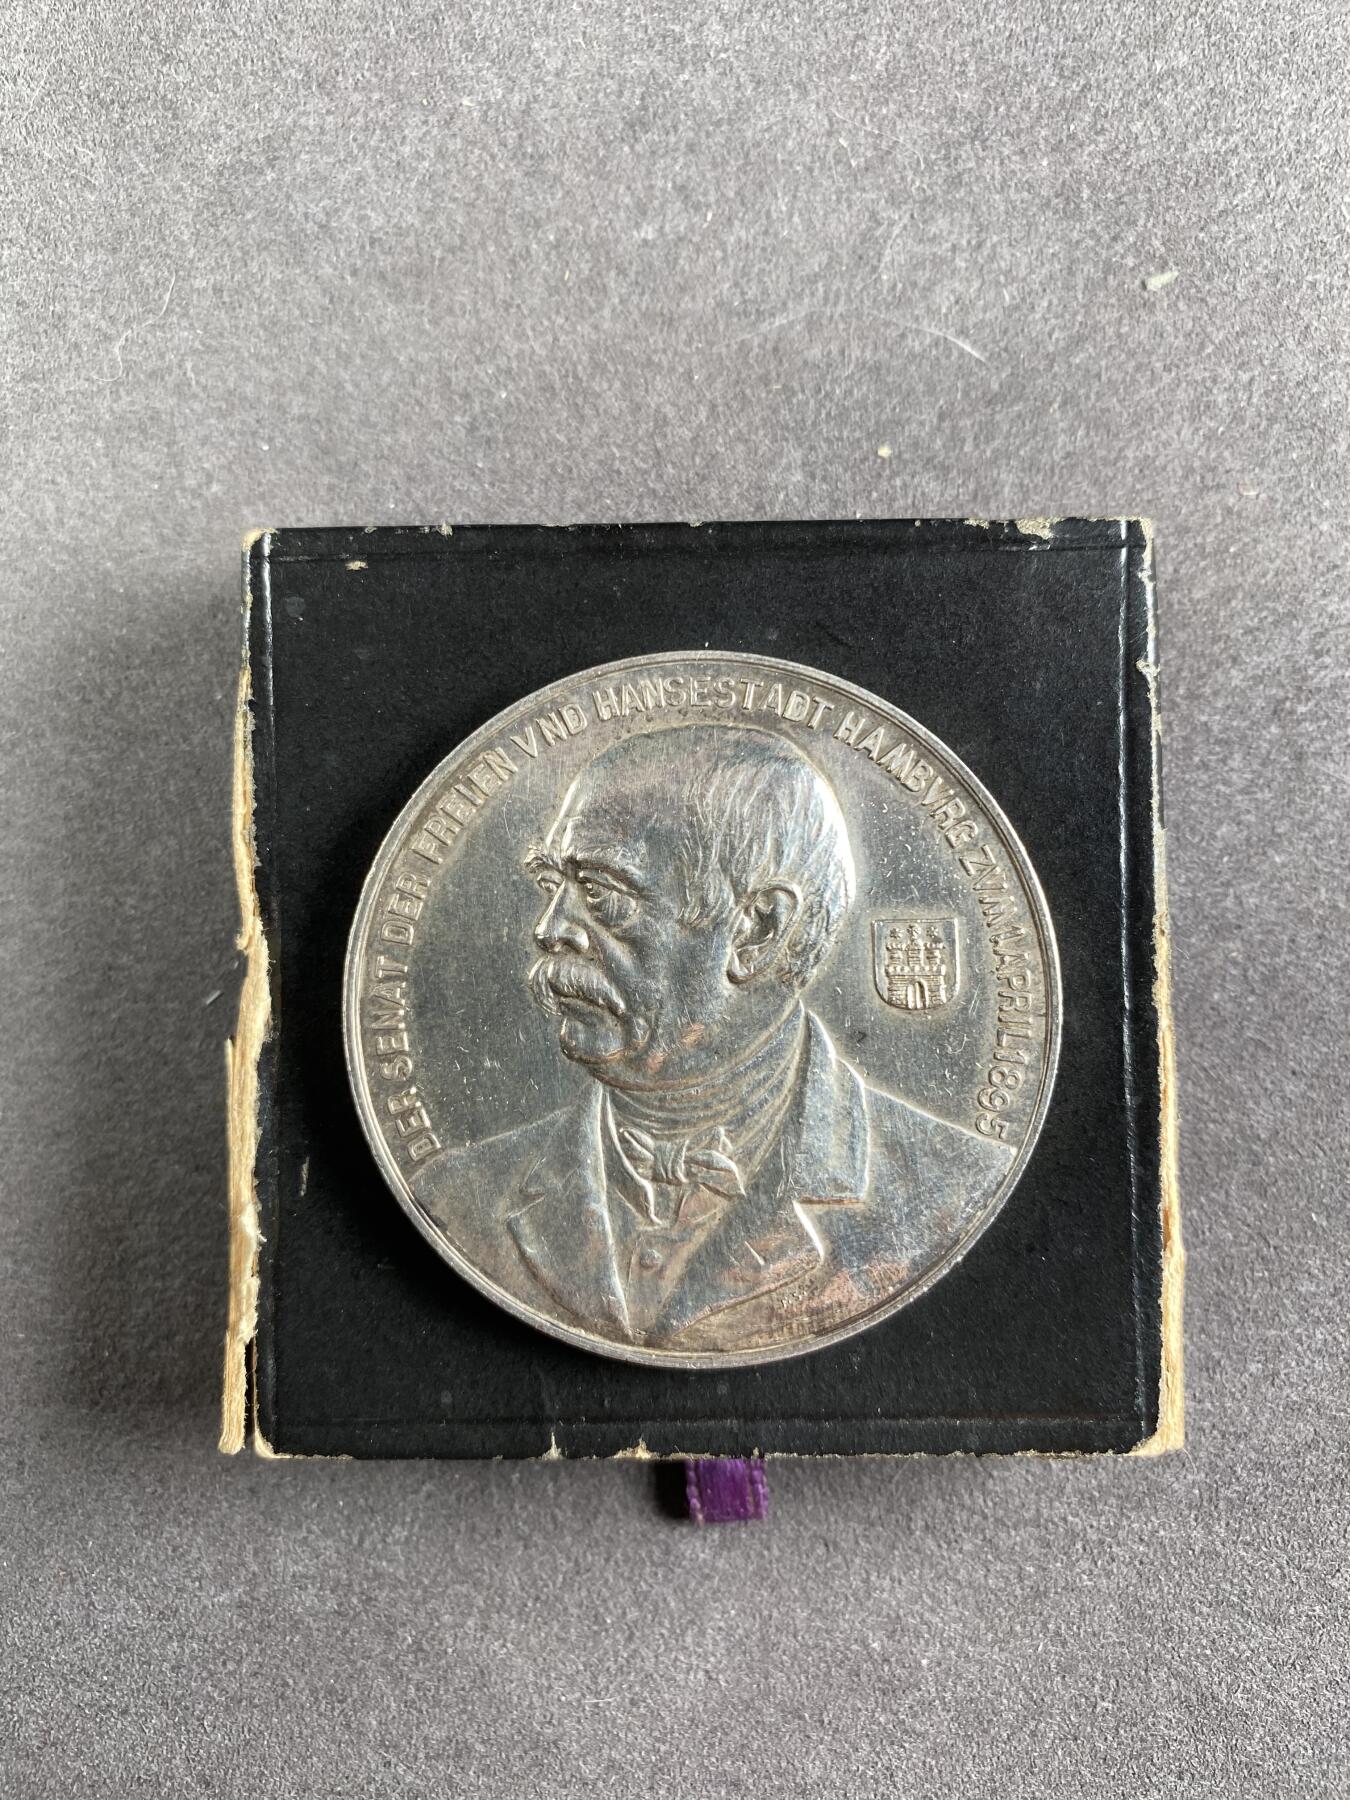 DER SENAT DER FREIEN VND HANSESTADT HAMBVRG ZVM 1. APRIL 1895